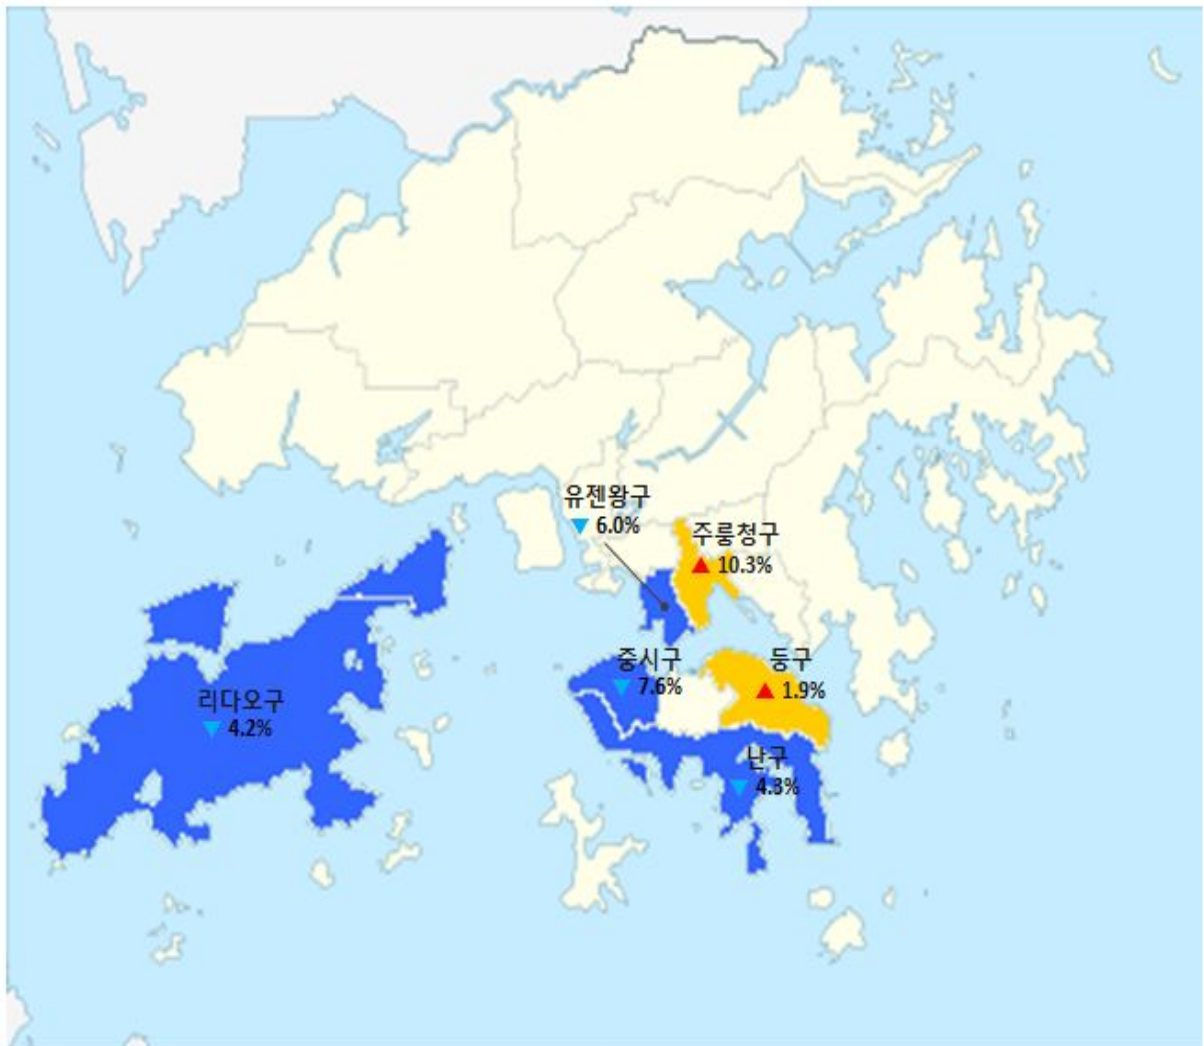 유젠왕구
▼ 6.0%
주룽청구
▲ 10.3%
중시구
▼ 7.6%
둥구
▲ 1.9%
리다오구
▼ 4.2%
난구
▼ 4.3%